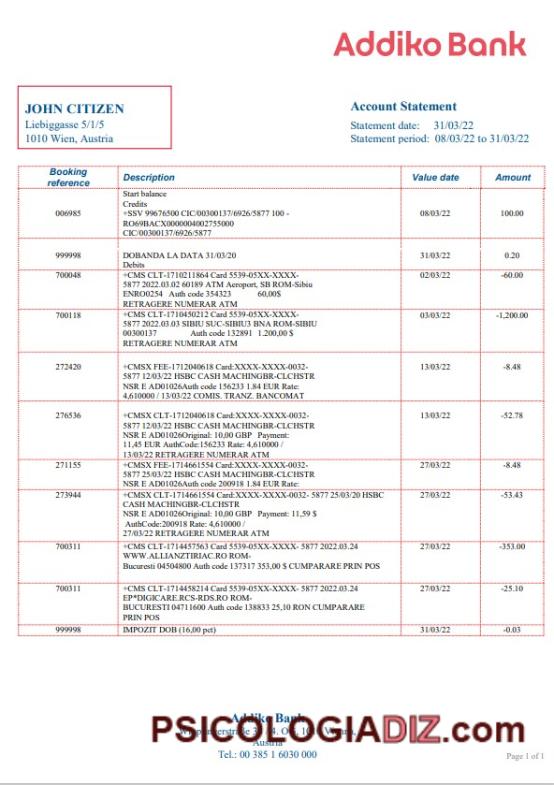 Addiko Bank
JOHN CITIZEN
Liebiggasse 5/1/5
1010 Wien, Austria
Account Statement
Statement date: 31/03/22
Statement period: 08/03/22 to 31/03/22
Booking reference Description Value date Amount
Start balance
Credits
006985 +SSV 99676500 CIC/00300137/6926/5877 100 - 08/03/22 100.00
RO69BACX0000004002755000
CIC/00300137/6926/5877
999998 DOBANDA LA DATA 31/03/20 31/03/22 0.20
Debits
700048 +CMS CLT-1710211864 Card 5539-05XX-XXXX- 02/03/22 -60.00
5877 2022.03.02 60189 ATM Aeroport, SB ROM-Sibiu
ENRO0254 Auth code 354323 60,00$
RETRAGERE NUMERAR ATM
700118 +CMS CLT-1710450212 Card 5539-05XX-XXXX- 03/03/22 -1,200.00
5877 2022.03.03 SIBIU SUC-SIBIU3 BNA ROM-SIBIU
00300137 Auth code 132891 1.200,00 $
RETRAGERE NUMERAR ATM
272420 +CMSX FEE-1712040618 Card:XXXX-XXXX-0032- 13/03/22 -8.48
5877 12/03/22 HSBC CASH MACHINGBR-CLCHSTR
NSR E AD01026Auth code 156233 1.84 EUR Rate:
4,610000 / 13/03/22 COMIS. TRANZ. BANCOMAT
276536 +CMSX CLT-1712040618 Card:XXXX-XXXX-0032- 13/03/22 -52.78
5877 12/03/22 HSBC CASH MACHINGBR-CLCHSTR
NSR E AD01026Original: 10,00 GBP Payment:
11,45 EUR AuthCode:156233 Rate: 4,610000 /
13/03/22 RETRAGERE NUMERAR ATM
271155 +CMSX FEE-1714661554 Card:XXXX-XXXX-0032- 27/03/22 -8.48
5877 25/03/22 HSBC CASH MACHINGBR-CLCHSTR
NSR E AD01026Auth code 200918 1.84 EUR Rate:
273944 +CMSX CLT-1714661554 Card:XXXX-XXXX-0032- 5877 25/03/20 HSBC 27/03/22 -53.43
CASH MACHINGBR-CLCHSTR
NSR E AD01026Original: 10,00 GBP Payment: 11,59 $
AuthCode:200918 Rate: 4,610000 /
27/03/22 RETRAGERE NUMERAR ATM
700311 +CMS CLT-1714457563 Card 5539-05XX-XXXX- 5877 2022.03.24 27/03/22 -353.00
WWW.ALLIANZTIRIAC.RO ROM-
Bucuresti 04504800 Auth code 137317 353,00 $ CUMPARARE PRIN POS
700311 +CMS CLT-1714458214 Card 5539-05XX-XXXX- 5877 2022.03.24 27/03/22 -25.10
EP*DIGICARE.RCS-RDS.RO ROM-
BUCURESTI 04711600 Auth code 138833 25,10 RON CUMPARARE
PRIN POS
999998 IMPOZIT DOB (16,00 pct) 31/03/22 -0.03
Addiko Bank
PSICOLOGIADIZ.com
Austria
Tel.: 00 385 1 6030 000
Page 1 of 1